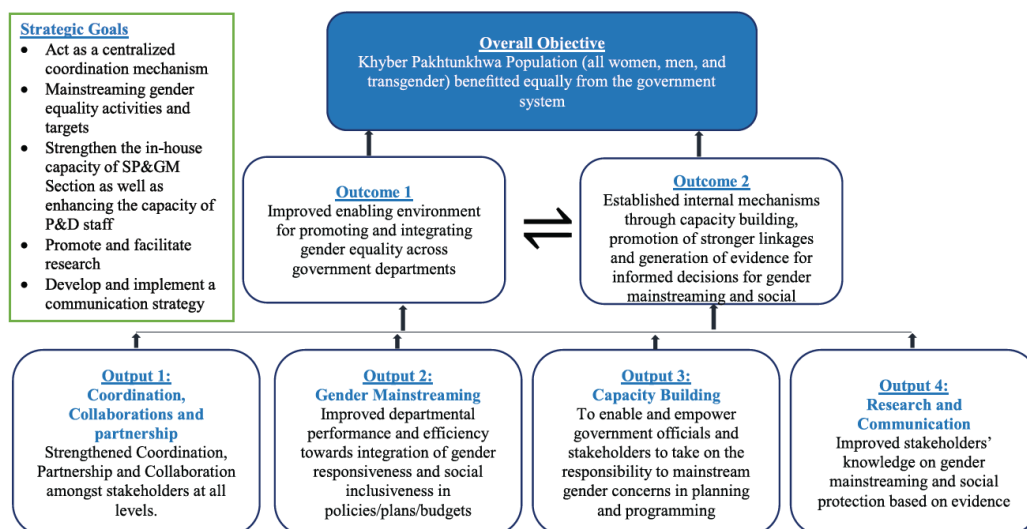 Strategic Goals
• Act as a centralized
coordination mechanism
• Mainstreaming gender
equality activities and
targets
• Strengthen the in-house
capacity of SP&GM
Section as well as
enhancing the capacity of
P&D staff
• Promote and facilitate
research
• Develop and implement a
communication strategy
Overall Objective
Khyber Pakhtunkhwa Population (all women, men, and
transgender) benefitted equally from the government
system
Outcome 1
Improved enabling environment
for promoting and integrating
gender equality across
government departments
Outcome 2
Established internal mechanisms
through capacity building,
promotion of stronger linkages
and generation of evidence for
informed decisions for gender
mainstreaming and social
Output 1:
Coordination,
Collaborations and
partnership
Strengthened Coordination,
Partnership and Collaboration
amongst stakeholders at all
levels.
Output 2:
Gender Mainstreaming
Improved departmental
performance and efficiency
towards integration of gender
responsiveness and social
inclusiveness in
policies/plans/budgets
Output 3:
Capacity Building
To enable and empower
government officials and
stakeholders to take on the
responsibility to mainstream
gender concerns in planning
and programming
Output 4:
Research and
Communication
Improved stakeholders'
knowledge on gender
mainstreaming and social
protection based on evidence